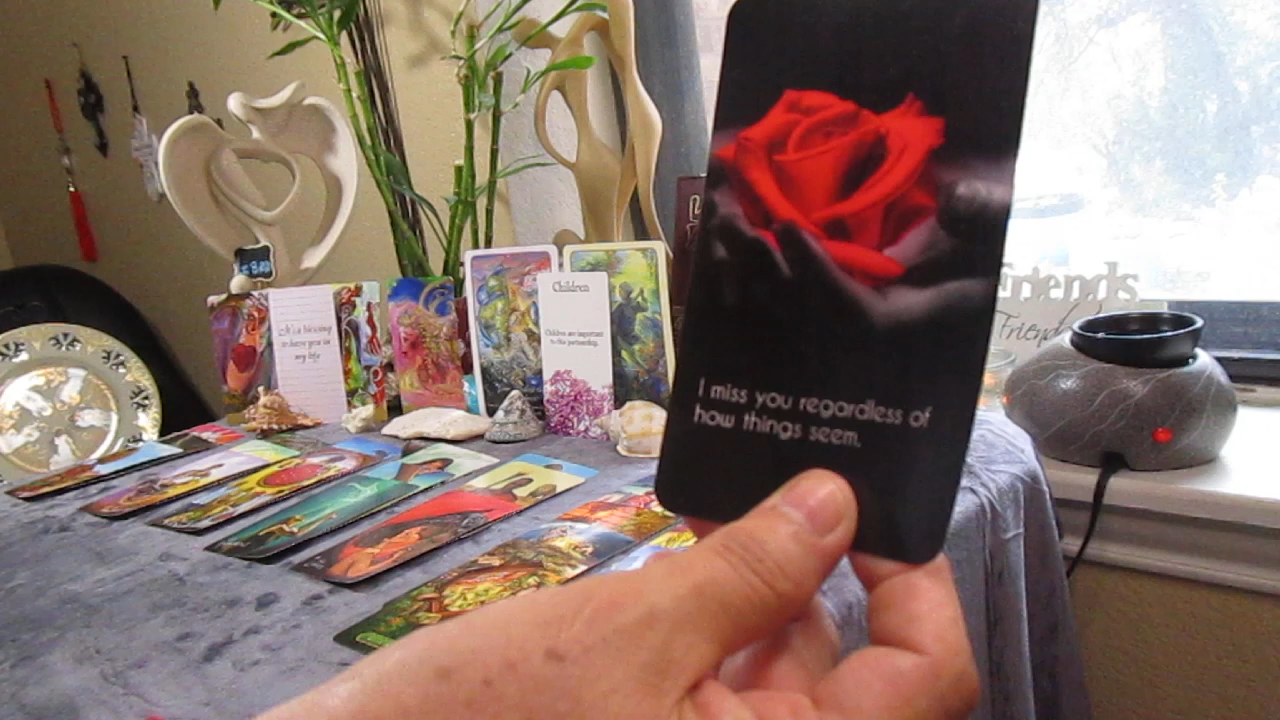 It's a blessing
to have you in
my life
Children
Children are important
to this partnership.
I miss you regardless of
how things seem.
friends
Friends